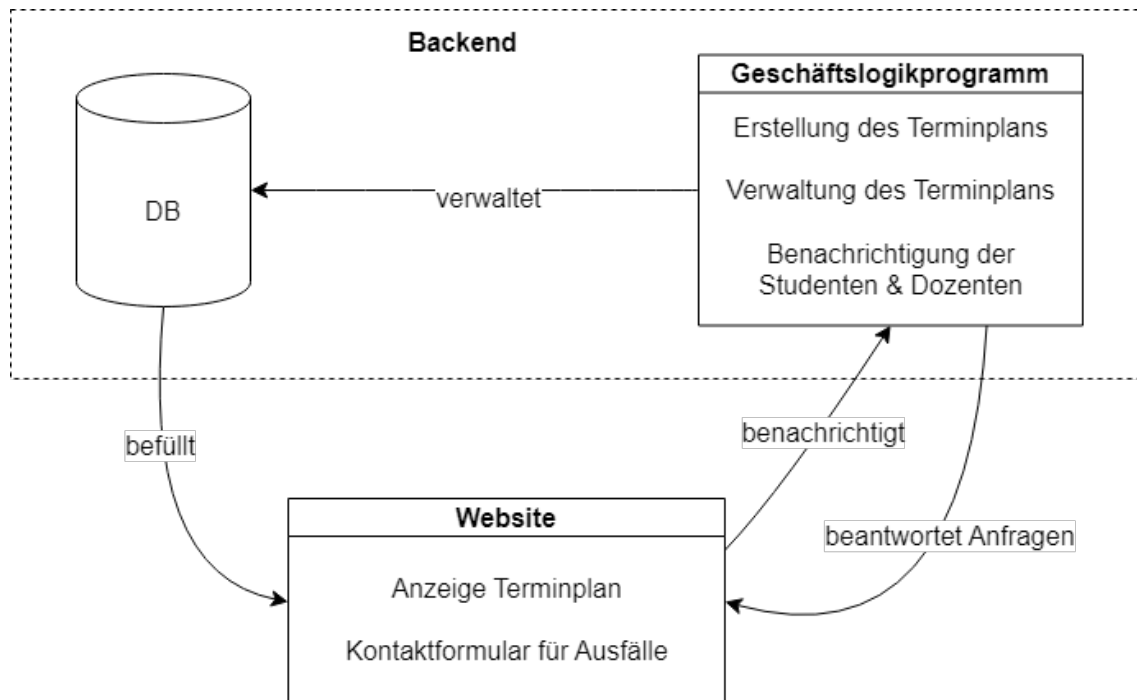 Backend
Geschäftslogikprogramm
Erstellung des Terminplans
Verwaltung des Terminplans
Benachrichtigung der
Studenten & Dozenten
DB
verwaltet
befüllt
benachrichtigt
beantwortet Anfragen
Website
Anzeige Terminplan
Kontaktformular für Ausfälle